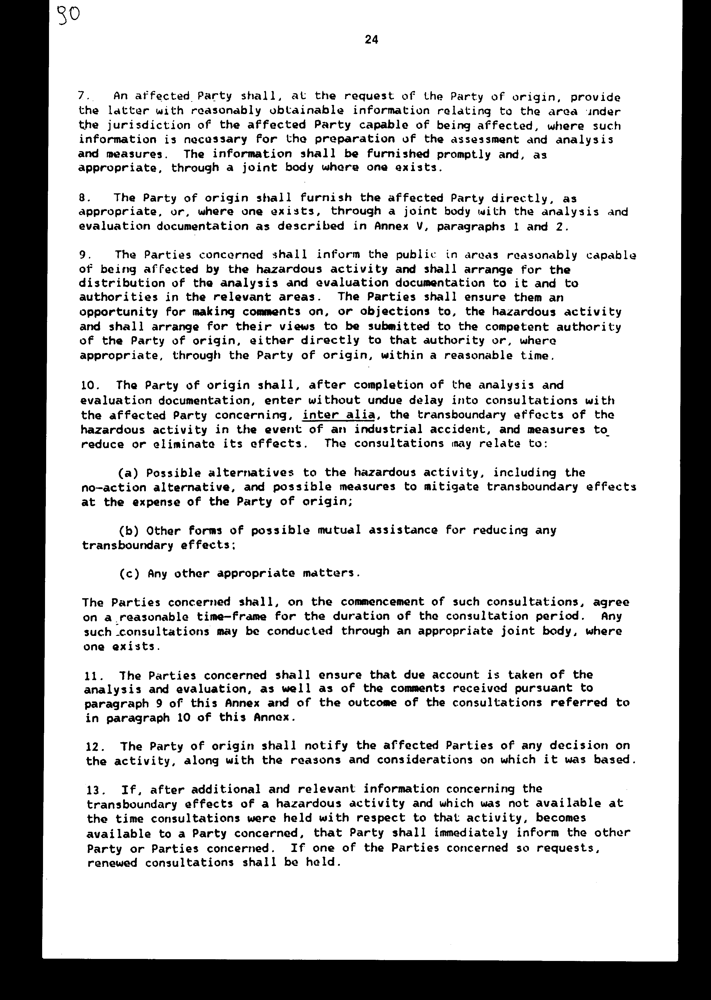 90
24
7. An affected Party shall, at the request of the Party of origin, provide
the latter with reasonably obtainable information relating to the area under
the jurisdiction of the affected Party capable of being affected, where such
information is necessary for the preparation of the assessment and analysis
and measures. The information shall be furnished promptly and, as
appropriate, through a joint body where one exists.
8. The Party of origin shall furnish the affected Party directly, as
appropriate, or, where one exists, through a joint body with the analysis and
evaluation documentation as described in Annex V, paragraphs 1 and 2.
9. The Parties concerned shall inform the public in areas reasonably capable
of being affected by the hazardous activity and shall arrange for the
distribution of the analysis and evaluation documentation to it and to
authorities in the relevant areas. The Parties shall ensure them an
opportunity for making comments on, or objections to, the hazardous activity
and shall arrange for their views to be submitted to the competent authority
of the Party of origin, either directly to that authority or, where
appropriate, through the Party of origin, within a reasonable time.
10. The Party of origin shall, after completion of the analysis and
evaluation documentation, enter without undue delay into consultations with
the affected Party concerning, inter alia, the transboundary effects of the
hazardous activity in the event of an industrial accident, and measures to
reduce or eliminate its effects. The consultations may relate to:
(a) Possible alternatives to the hazardous activity, including the
no-action alternative, and possible measures to mitigate transboundary effects
at the expense of the Party of origin;
(b) Other forms of possible mutual assistance for reducing any
transboundary effects;
(c) Any other appropriate matters.
The Parties concerned shall, on the commencement of such consultations, agree
on a reasonable time-frame for the duration of the consultation period. Any
such consultations may be conducted through an appropriate joint body, where
one exists.
11. The Parties concerned shall ensure that due account is taken of the
analysis and evaluation, as well as of the comments received pursuant to
paragraph 9 of this Annex and of the outcome of the consultations referred to
in paragraph 10 of this Annex.
12. The Party of origin shall notify the affected Parties of any decision on
the activity, along with the reasons and considerations on which it was based.
13. If, after additional and relevant information concerning the
transboundary effects of a hazardous activity and which was not available at
the time consultations were held with respect to that activity, becomes
available to a Party concerned, that Party shall immediately inform the other
Party or Parties concerned. If one of the Parties concerned so requests,
renewed consultations shall be held.